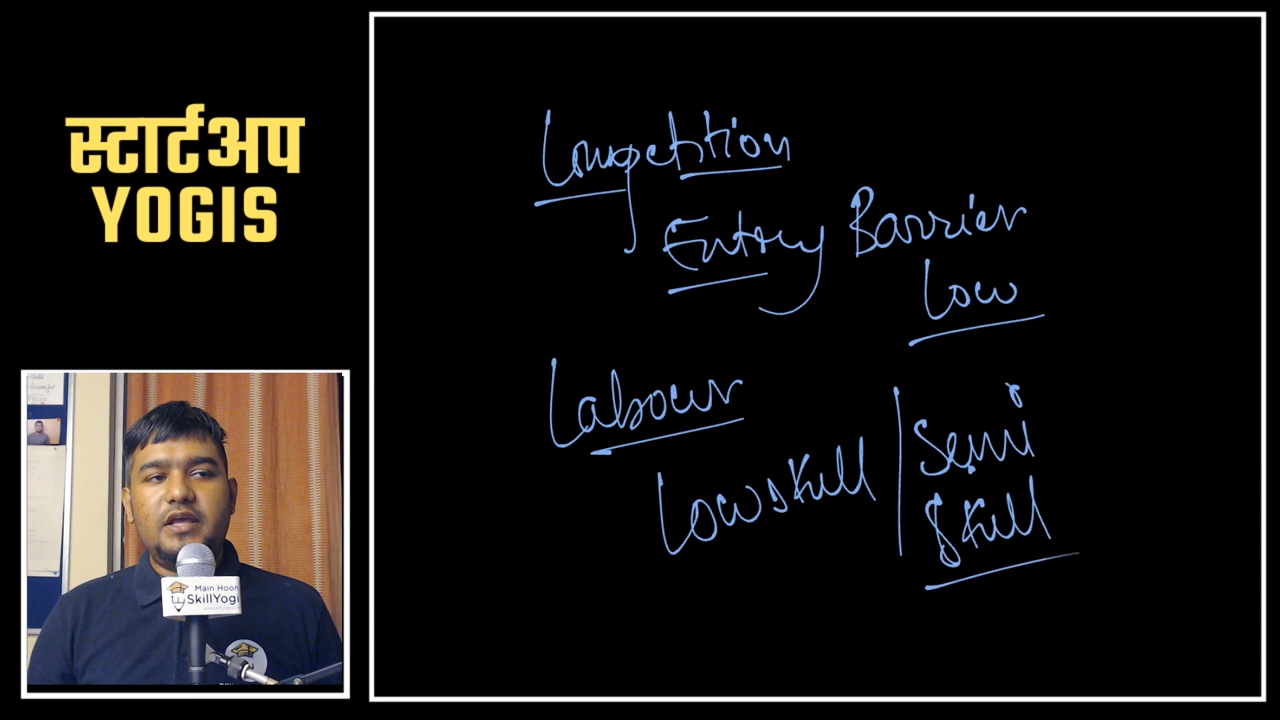 स्टार्टअप
YOGIS
Competition
Entry Barrier
Low
Labour
Low skill
Semi
Skill
Main Hoon
SkillYogi